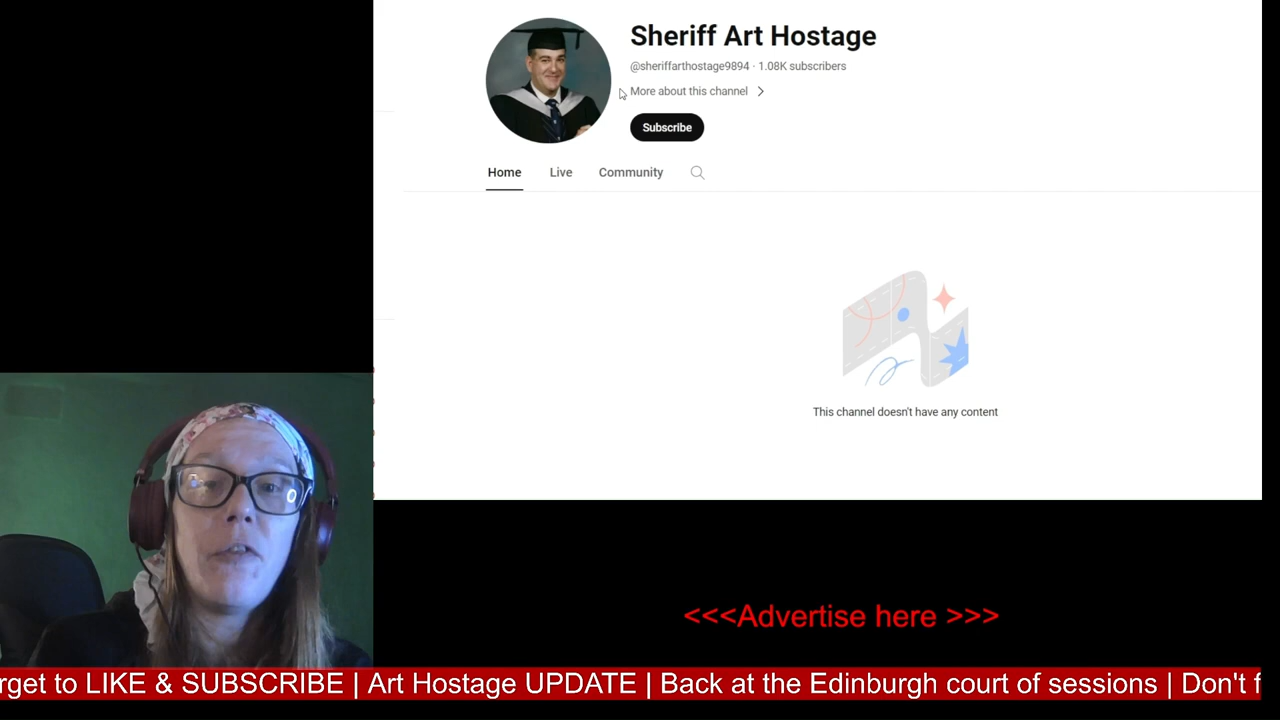 Sheriff Art Hostage
@sheriffarthostage9894 · 1.08K subscribers
More about this channel
Subscribe
Home Live Community
This channel doesn't have any content
<<<Advertise here >>>
rget to LIKE & SUBSCRIBE | Art Hostage UPDATE | Back at the Edinburgh court of sessions | Don't f